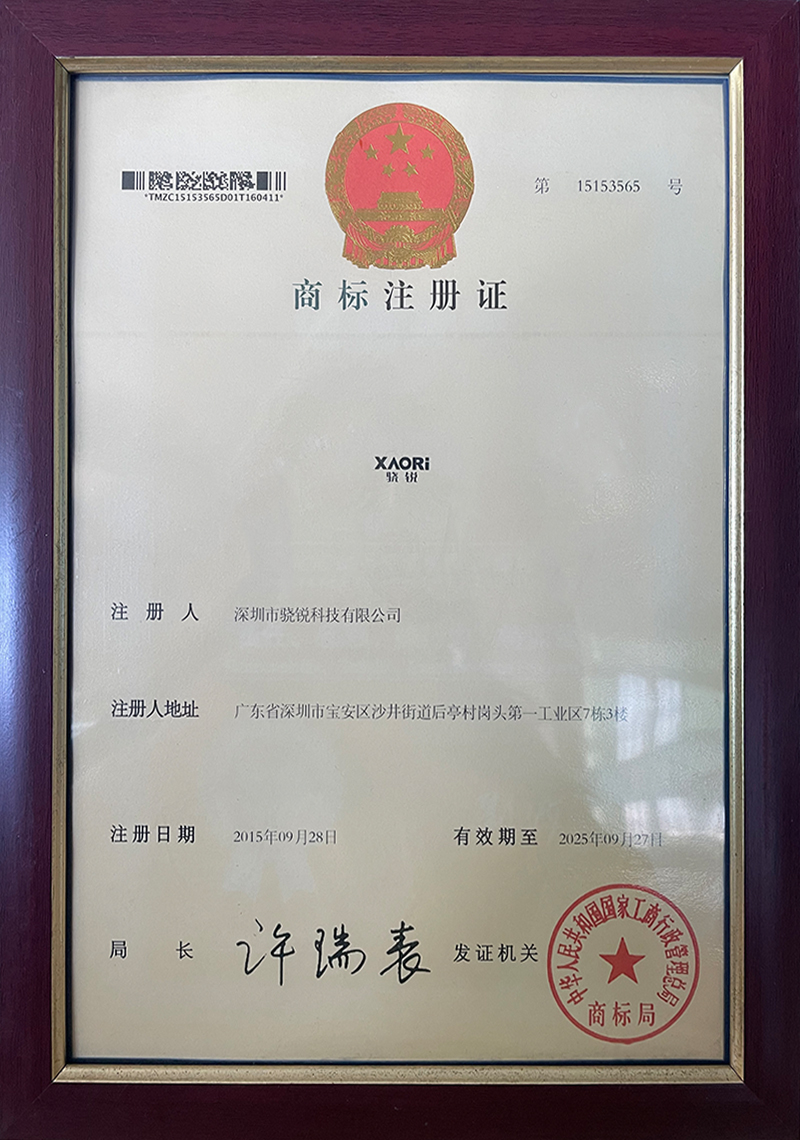 *TMZC15153565D01T160411*
第 15153565 号
商标注册证
XAORi
骁锐
注册人 深圳市骁锐科技有限公司
注册人地址 广东省深圳市宝安区沙井街道后亭村岗头第一工业区7栋3楼
注册日期 2015年09月28日 有效期至 2025年09月27日
局长 许瑞表 发证机关
中华人民共和国国家工商行政管理总局
商标局